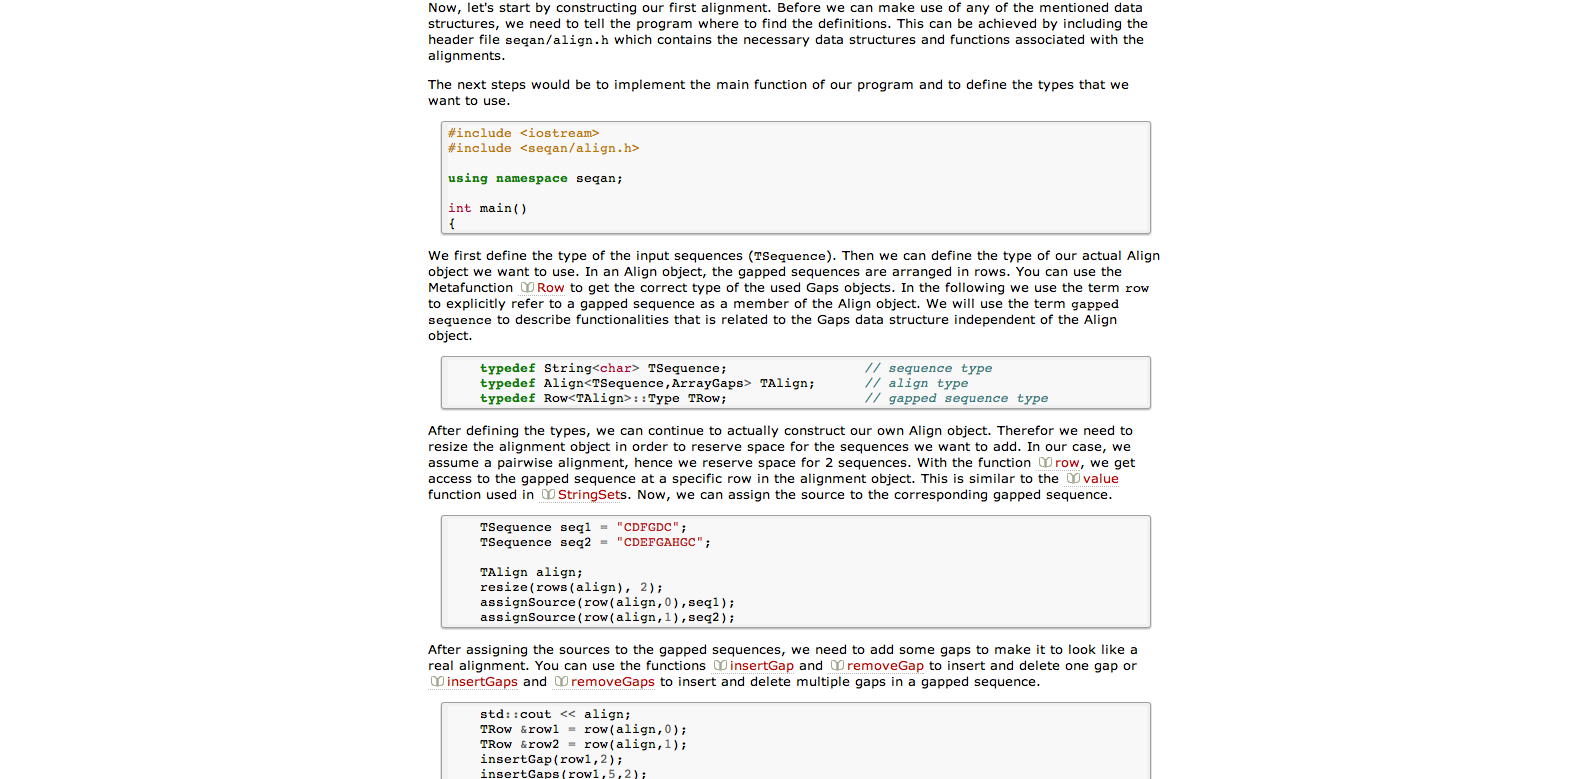 Now, let's start by constructing our first alignment. Before we can make use of any of the mentioned data
structures, we need to tell the program where to find the definitions. This can be achieved by including the
header file seqan/align.h which contains the necessary data structures and functions associated with the
alignments.
The next steps would be to implement the main function of our program and to define the types that we
want to use.
#include <iostream>
#include <seqan/align.h>
using namespace seqan;
int main()
{
We first define the type of the input sequences (TSequence). Then we can define the type of our actual Align
object we want to use. In an Align object, the gapped sequences are arranged in rows. You can use the
Metafunction Row to get the correct type of the used Gaps objects. In the following we use the term row
to explicitly refer to a gapped sequence as a member of the Align object. We will use the term gapped
sequence to describe functionalities that is related to the Gaps data structure independent of the Align
object.
typedef String<char> TSequence; // sequence type
typedef Align<TSequence,ArrayGaps> TAlign; // align type
typedef Row<TAlign>::Type TRow; // gapped sequence type
After defining the types, we can continue to actually construct our own Align object. Therefor we need to
resize the alignment object in order to reserve space for the sequences we want to add. In our case, we
assume a pairwise alignment, hence we reserve space for 2 sequences. With the function row, we get
access to the gapped sequence at a specific row in the alignment object. This is similar to the value
function used in StringSets. Now, we can assign the source to the corresponding gapped sequence.
TSequence seq1 = "CDFGDC";
TSequence seq2 = "CDEFGAHGC";
TAlign align;
resize(rows(align), 2);
assignSource(row(align,0),seq1);
assignSource(row(align,1),seq2);
After assigning the sources to the gapped sequences, we need to add some gaps to make it to look like a
real alignment. You can use the functions insertGap and removeGap to insert and delete one gap or
insertGaps and removeGaps to insert and delete multiple gaps in a gapped sequence.
std::cout << align;
TRow &row1 = row(align,0);
TRow &row2 = row(align,1);
insertGap(row1,2);
insertGaps(row1,5,2);